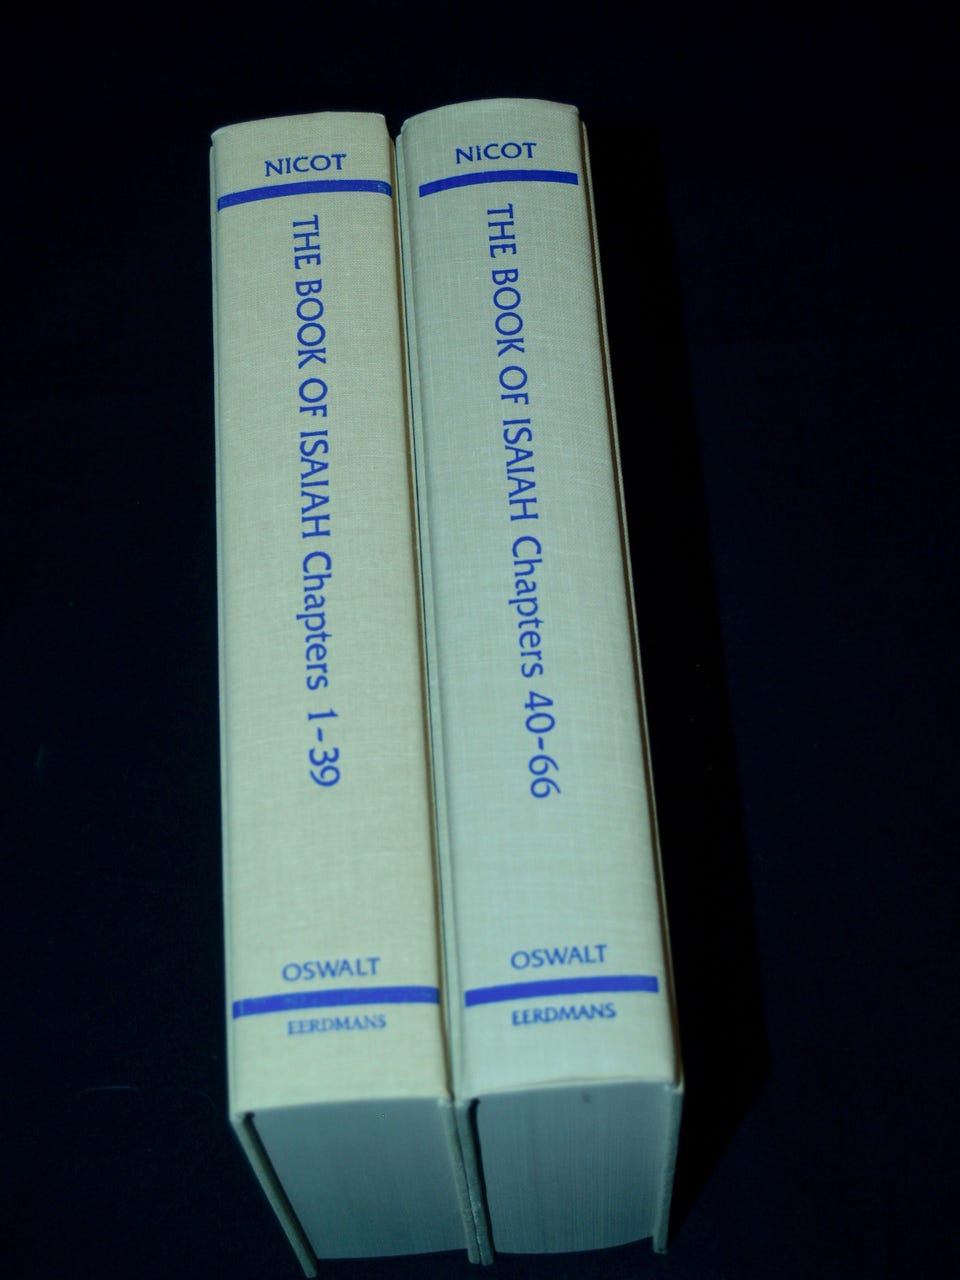 NICOT
THE BOOK OF ISAIAH Chapters 1-39
OSWALT
EERDMANS
NICOT
THE BOOK OF ISAIAH Chapters 40-66
OSWALT
EERDMANS